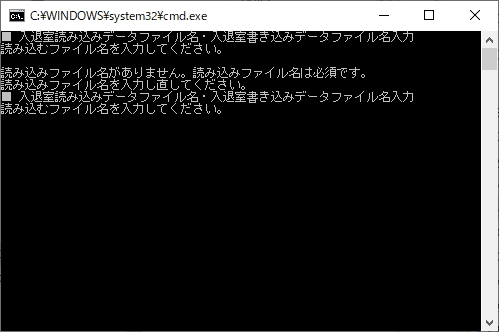 C:¥WINDOWS¥system32¥cmd.exe
■ 入退室読み込みデータファイル名・入退室書き込みデータファイル名入力
読み込むファイル名を入力してください。
読み込みファイル名がありません。読み込みファイル名は必須です。
読み込みファイル名を入力し直してください。
■ 入退室読み込みデータファイル名・入退室書き込みデータファイル名入力
読み込むファイル名を入力してください。